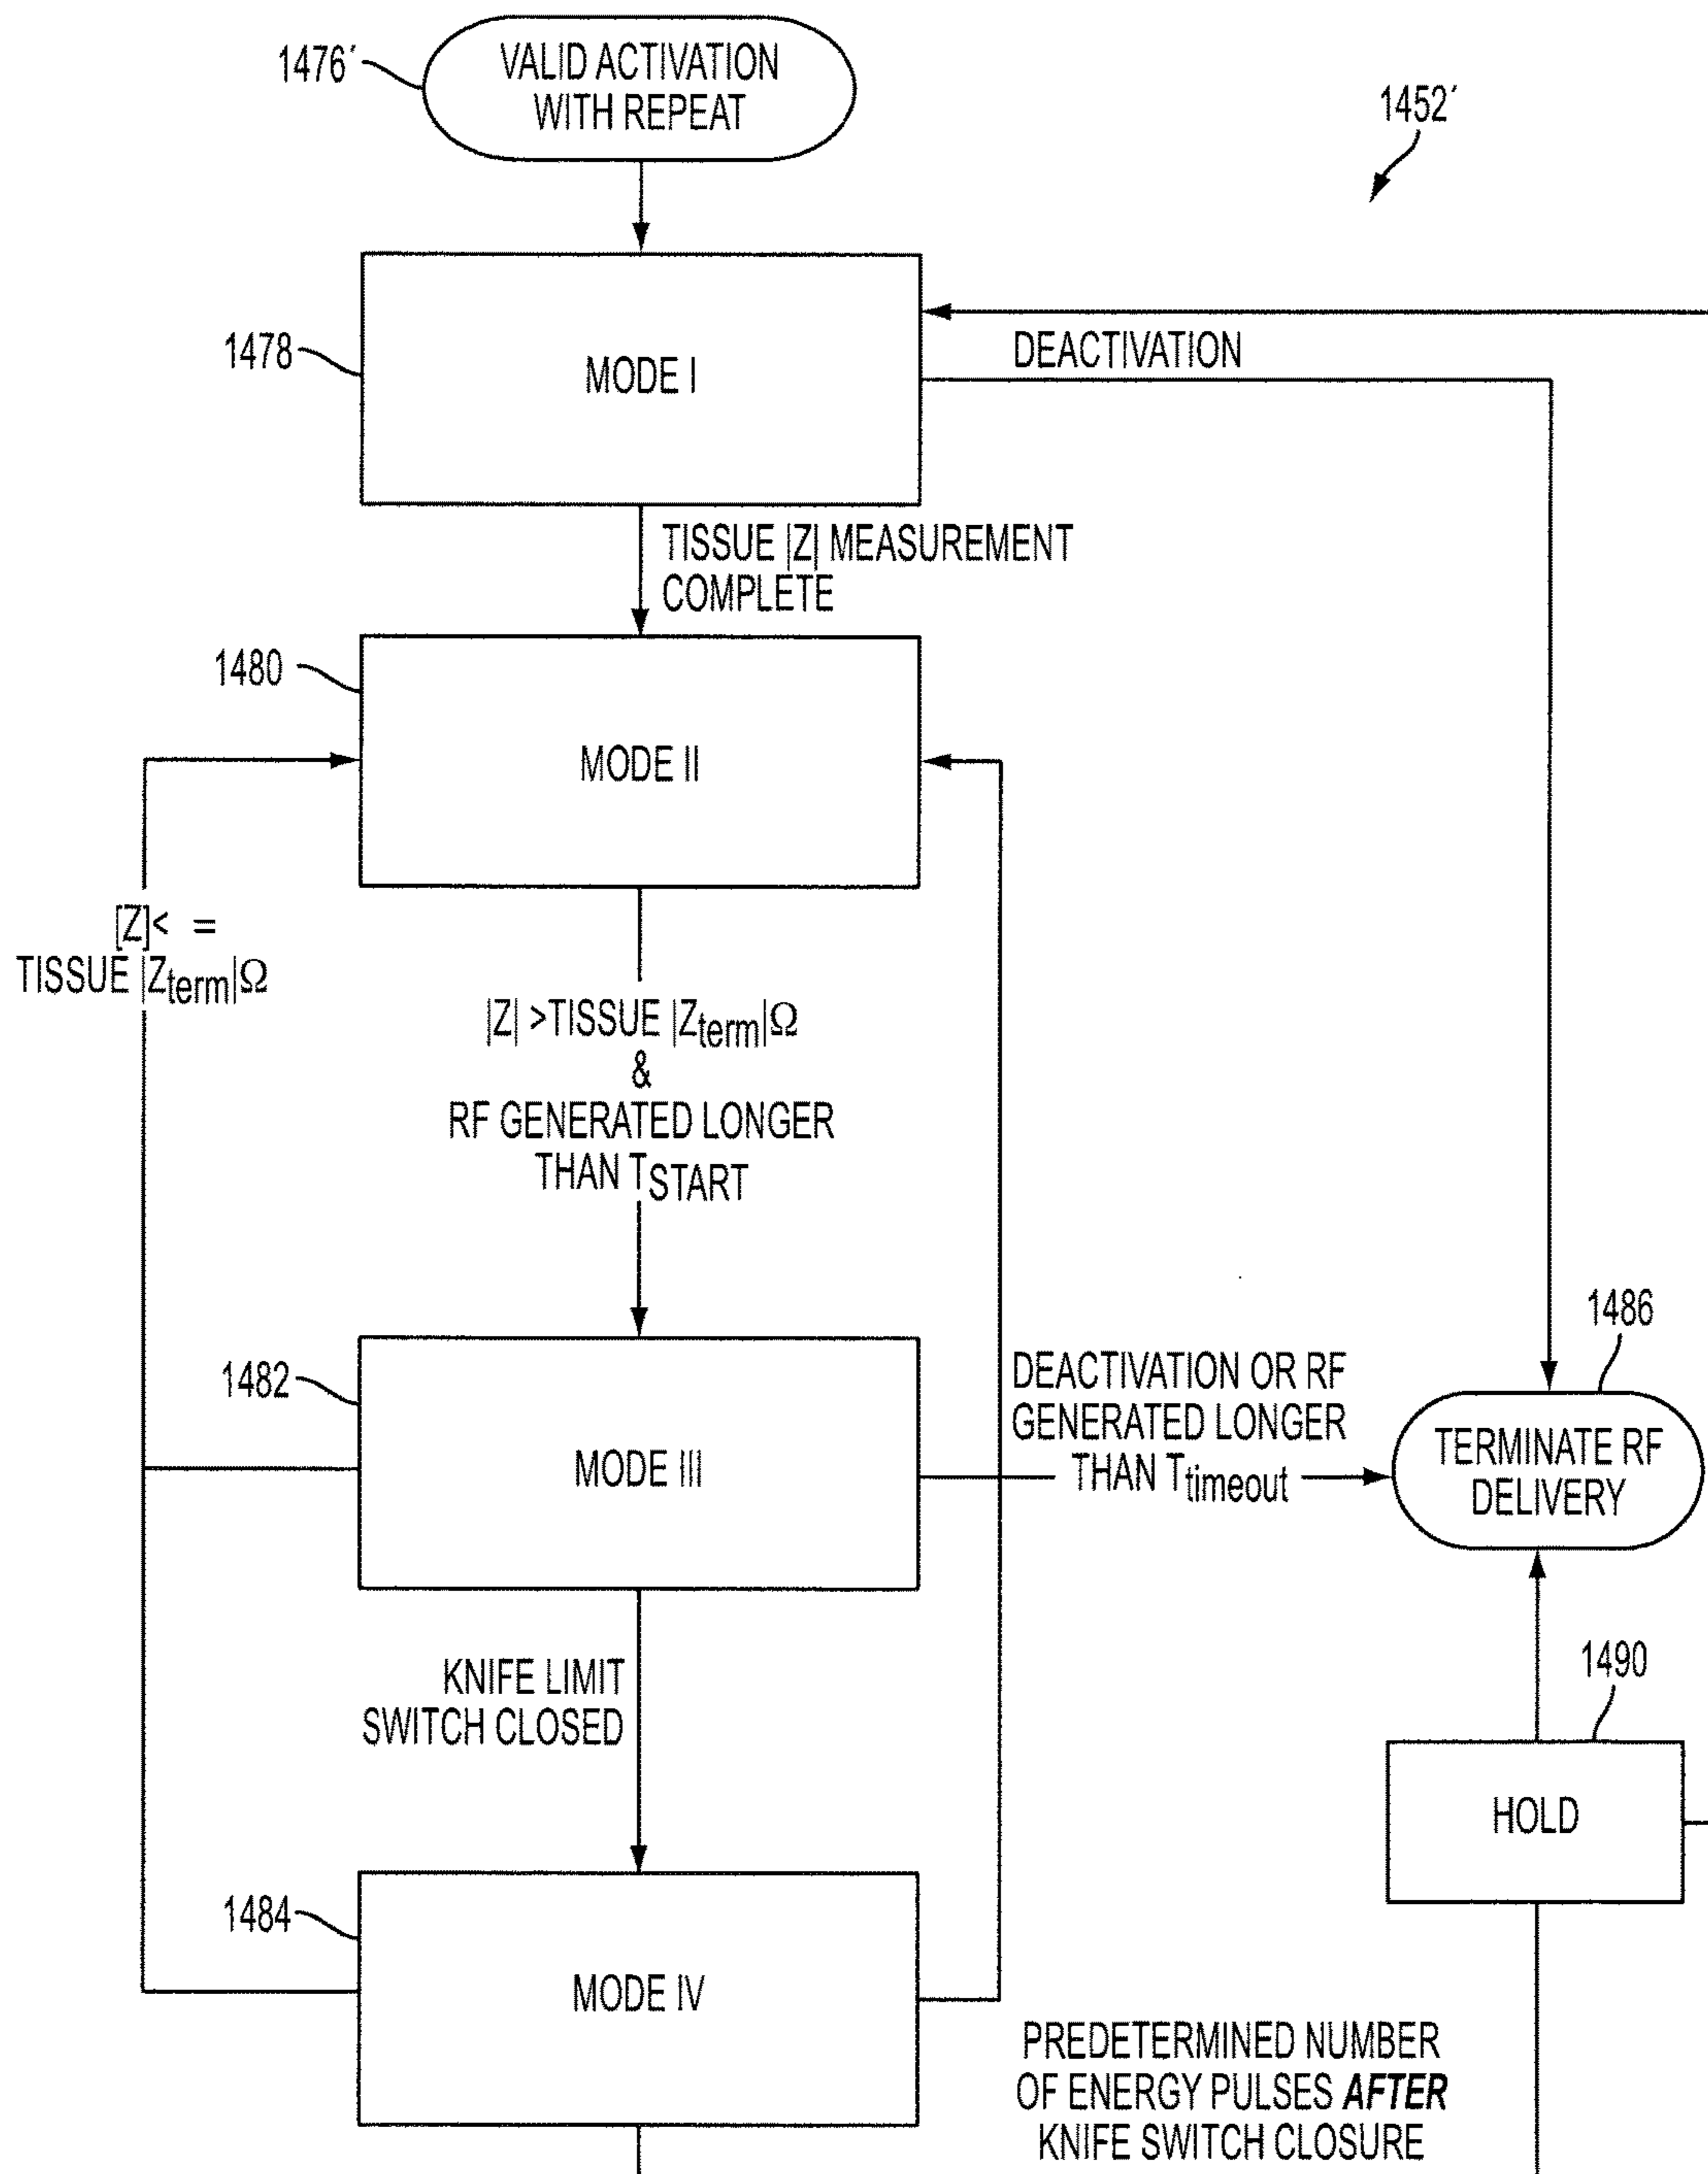 1476´
VALID ACTIVATION
WITH REPEAT
1452´
1478
MODE I
DEACTIVATION
TISSUE |Z| MEASUREMENT
COMPLETE
1480
MODE II
[Z]< =
TISSUE |Zterm|Ω
|Z| >TISSUE |Zterm|Ω
&
RF GENERATED LONGER
THAN TSTART
1482
MODE III
DEACTIVATION OR RF
GENERATED LONGER
THAN Ttimeout
1486
TERMINATE RF
DELIVERY
KNIFE LIMIT
SWITCH CLOSED
1490
HOLD
1484
MODE IV
PREDETERMINED NUMBER
OF ENERGY PULSES AFTER
KNIFE SWITCH CLOSURE